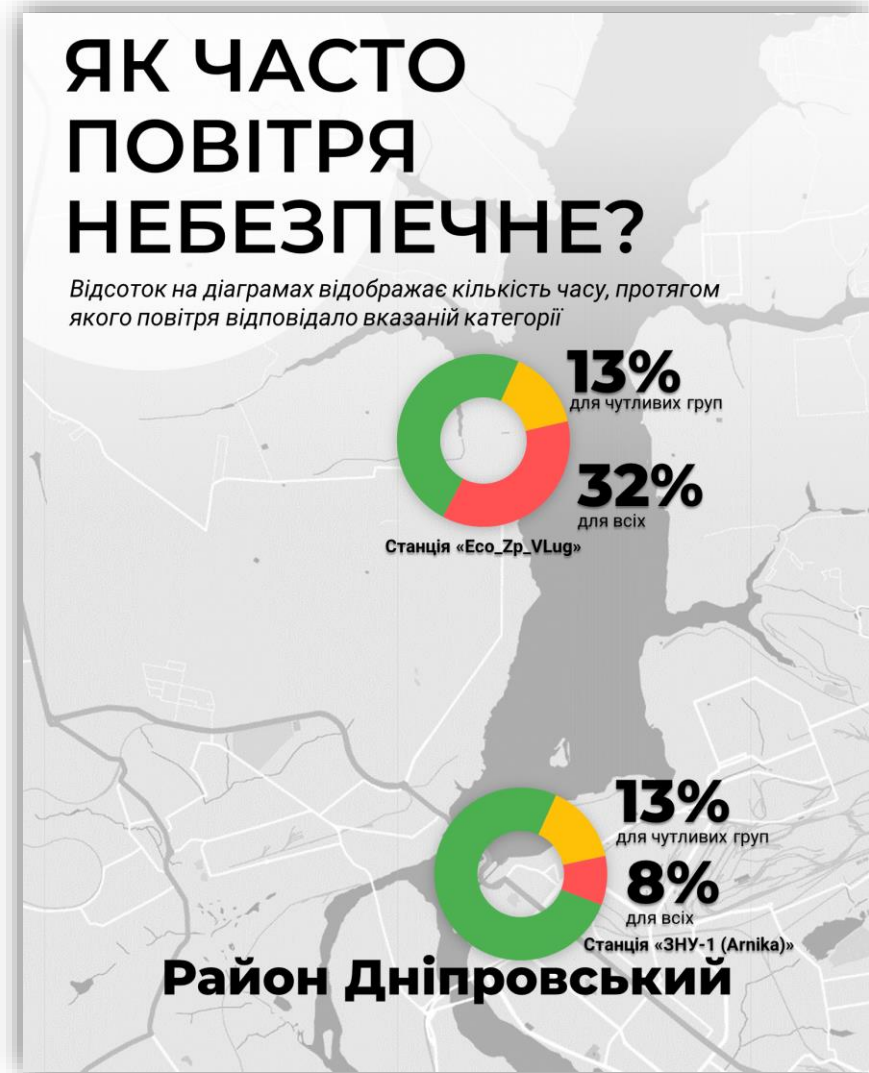 ЯК ЧАСТО
ПОВІТРЯ
НЕБЕЗПЕЧНЕ?
Відсоток на діаграмах відображає кількість часу, протягом
якого повітря відповідало вказаній категорії
13%
для чутливих груп
32%
для всіх
Станція «Eco_Zp_VLug»
13%
для чутливих груп
8%
для всіх
Станція «ЗНУ-1 (Arnika)»
Район Дніпровський